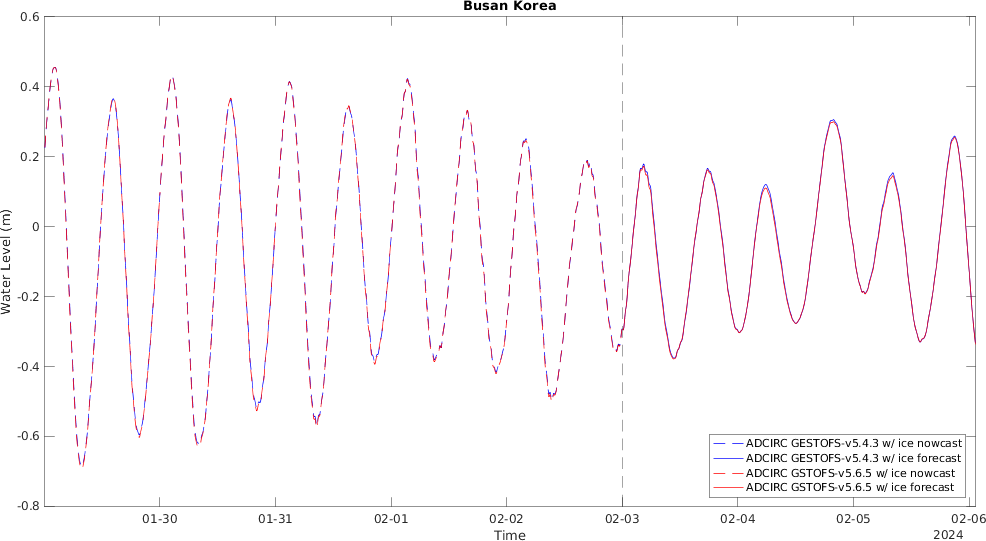 Busan Korea
Water Level (m)
0.6
0.4
0.2
0
-0.2
-0.4
-0.6
-0.8
01-30
01-31
02-01
02-02
02-03
02-04
02-05
02-06
Time
2024
ADCIRC GESTOFS-v5.4.3 w/ ice nowcast
ADCIRC GESTOFS-v5.4.3 w/ ice forecast
ADCIRC GSTOFS-v5.6.5 w/ ice nowcast
ADCIRC GSTOFS-v5.6.5 w/ ice forecast